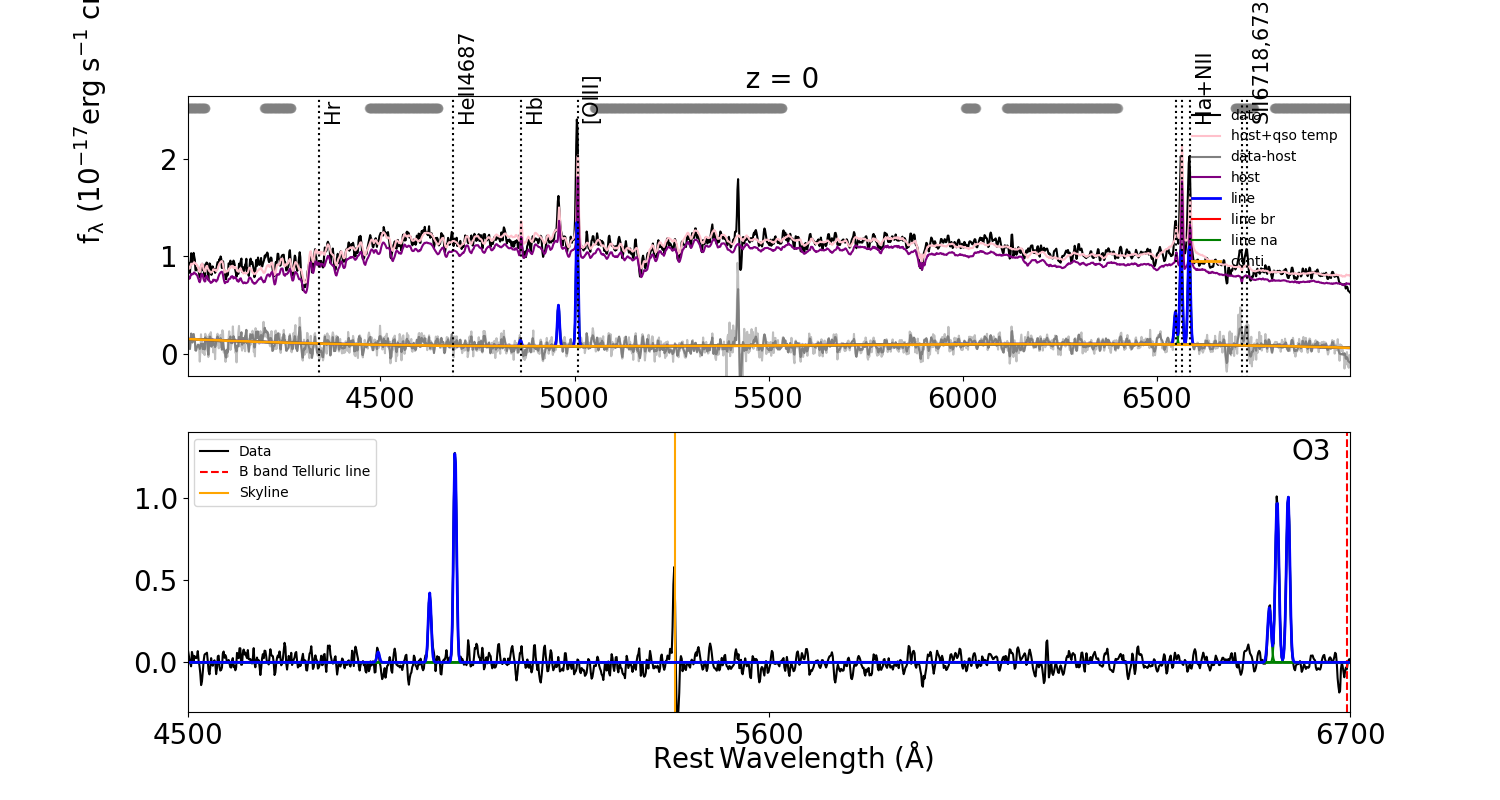 z = 0
f_λ (10^−17 erg s^−1
Hr
HeII4687
Hb
[OIII]
Ha+NII
SII6718,673
data
host+qso temp
data-host
host
line
line br
line na
conti
2
1
0
4500 5000 5500 6000 6500
O3
Data
B band Telluric line
Skyline
1.0
0.5
0.0
4500 5600 6700
Rest Wavelength (Å)